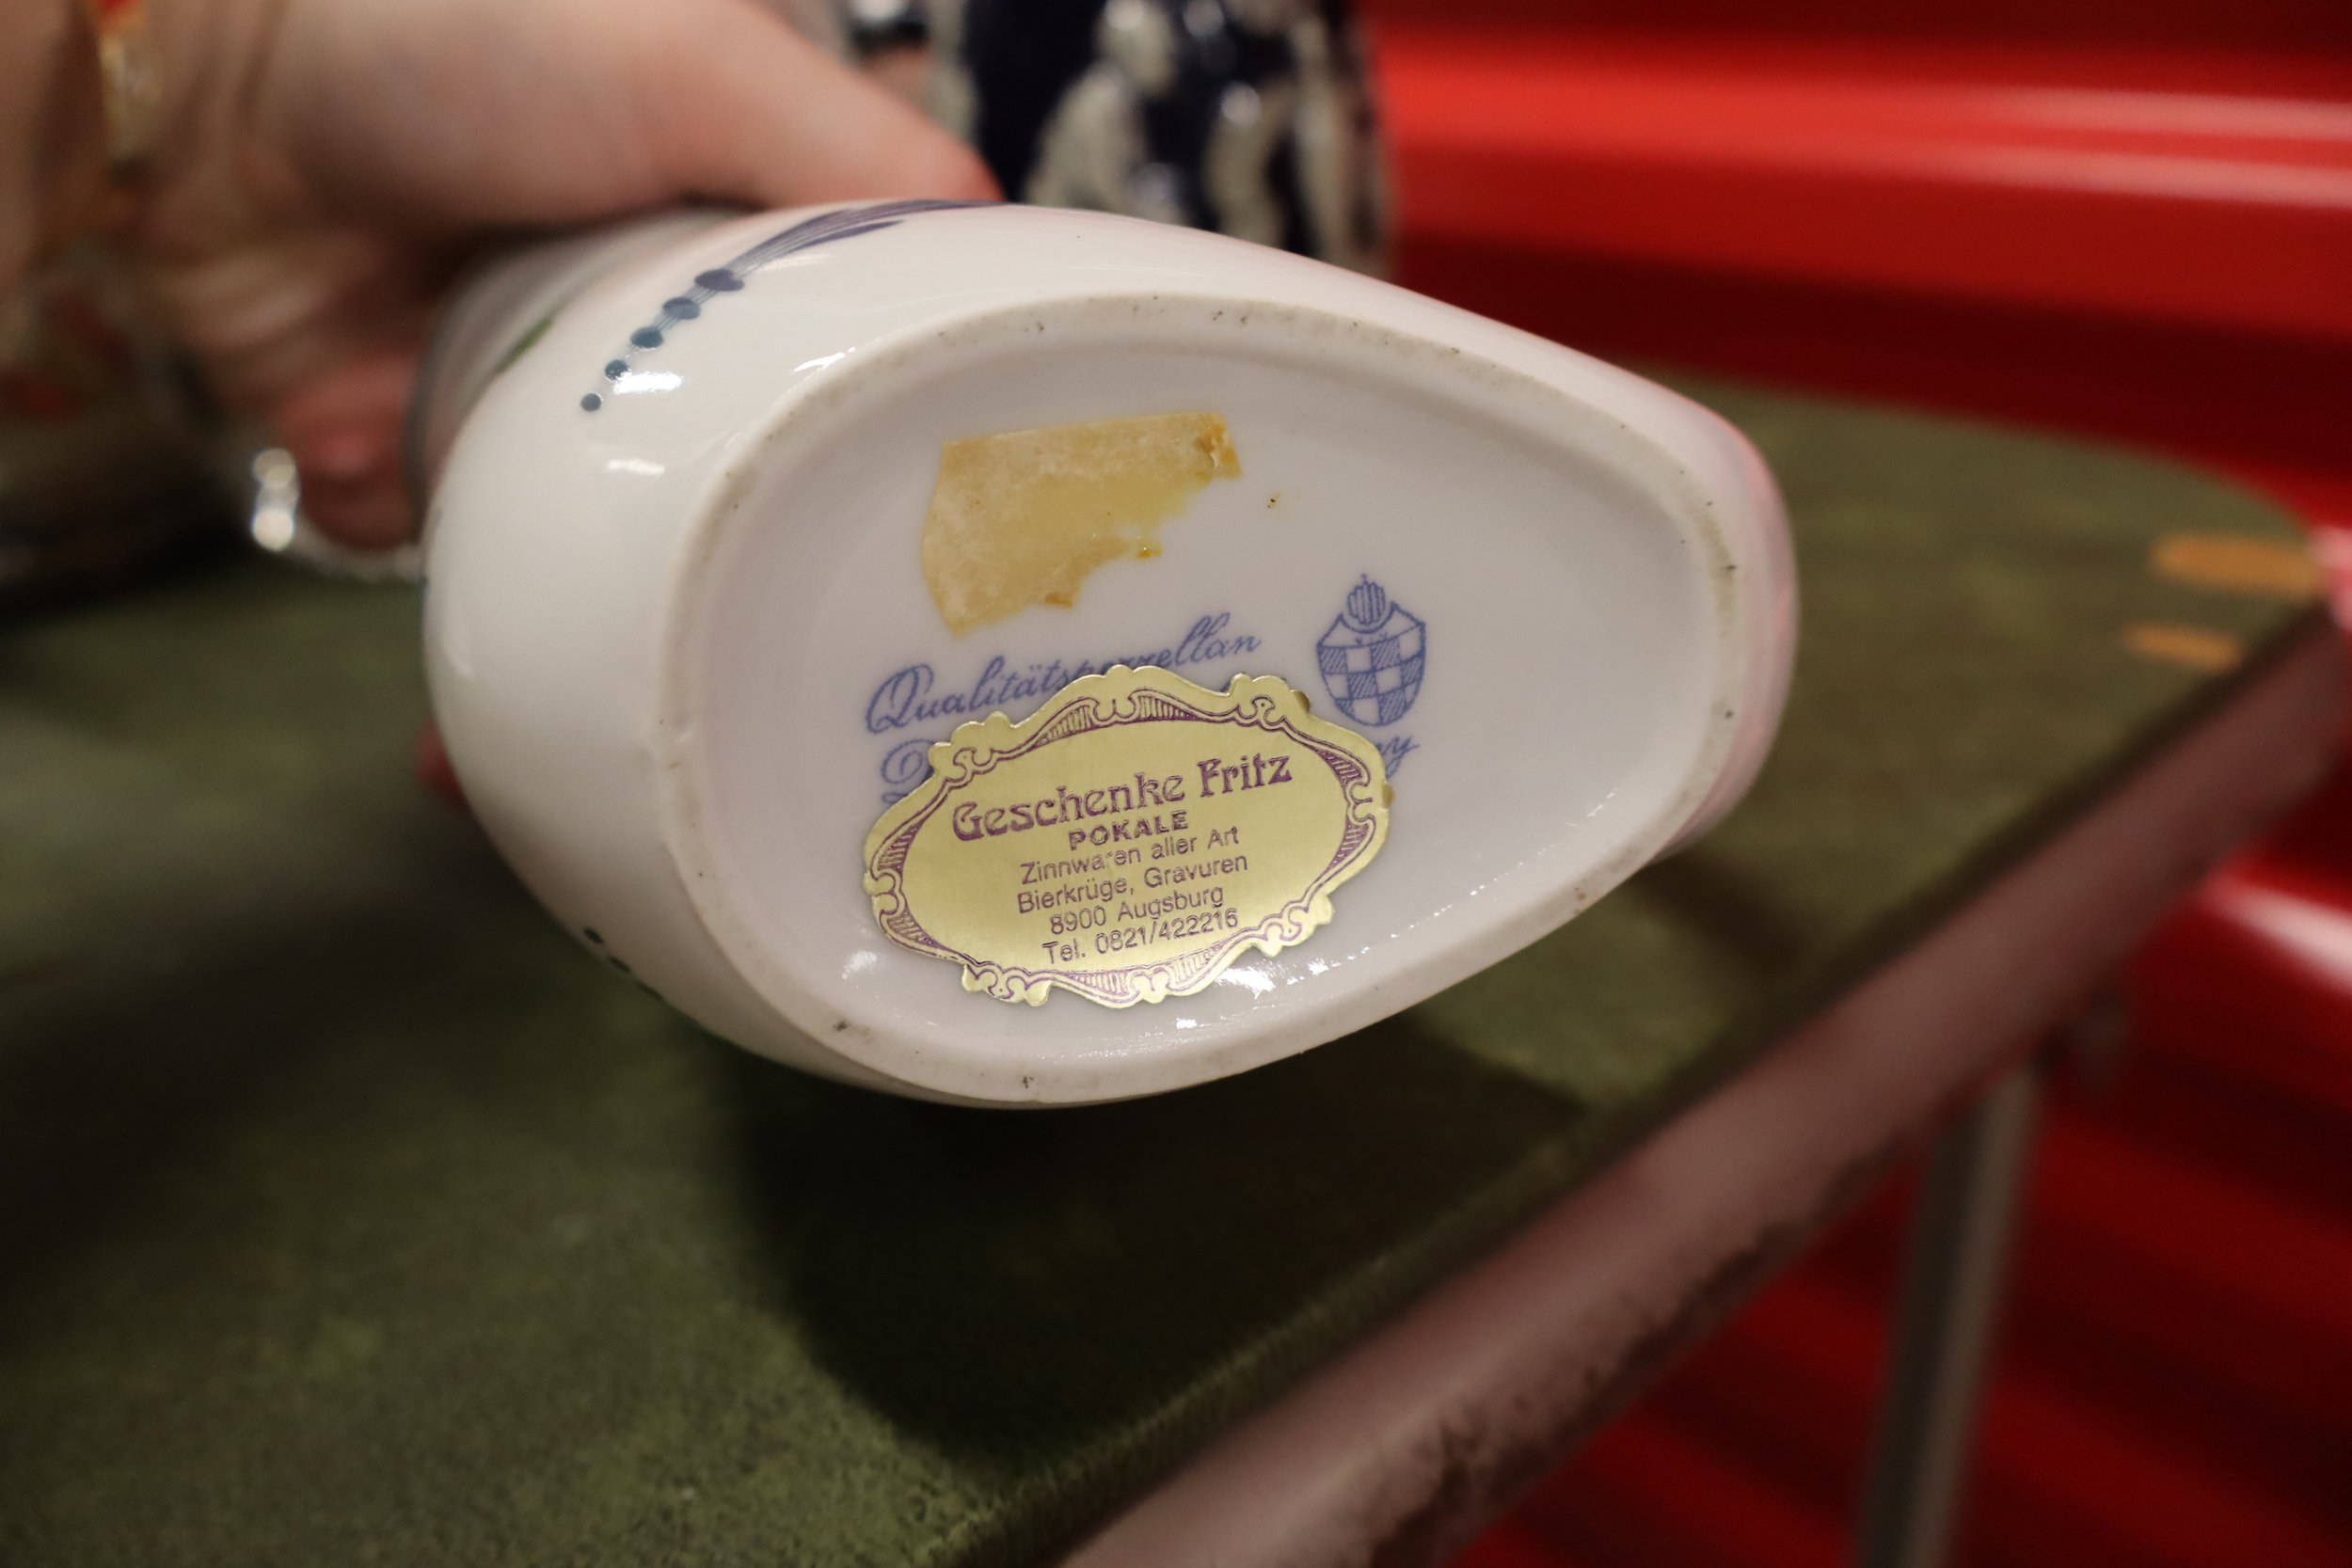 Qualitätsporzellan
Geschenke Fritz
POKALE
Zinnwaren aller Art
Bierkrüge, Gravuren
8900 Augsburg
Tel. 0821/422216